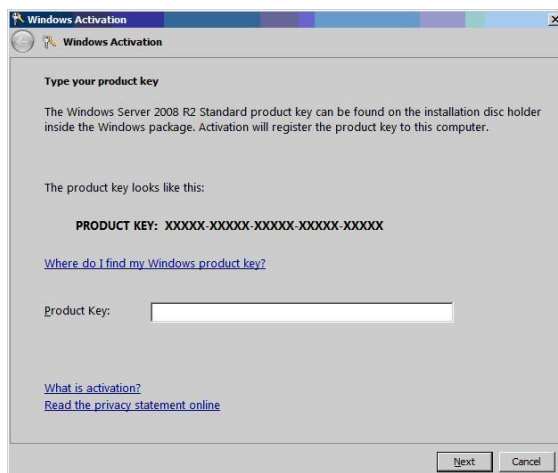 Windows Activation
Windows Activation
Type your product key
The Windows Server 2008 R2 Standard product key can be found on the installation disc holder
inside the Windows package. Activation will register the product key to this computer.
The product key looks like this:
PRODUCT KEY: XXXXX-XXXXX-XXXXX-XXXXX-XXXXX
Where do I find my Windows product key?
Product Key:
What is activation?
Read the privacy statement online
Next Cancel